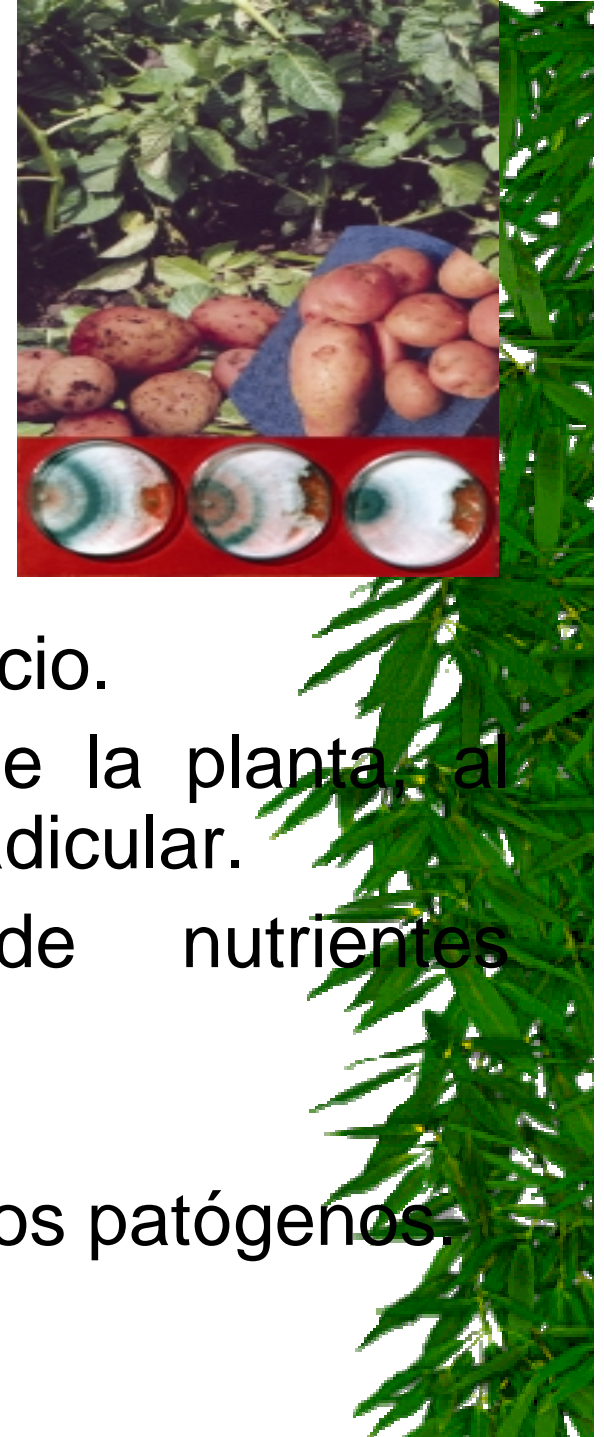 cio.
e la planta, al
dicular.
de nutrientes
os patógenos.